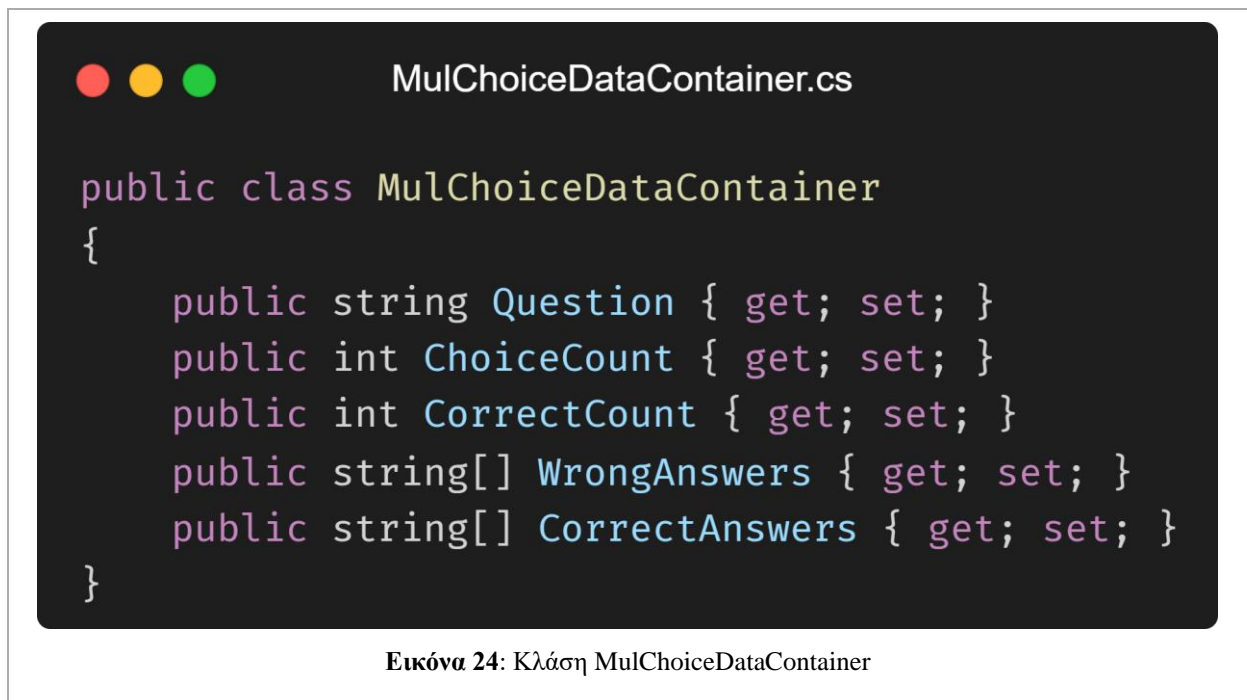 MulChoiceDataContainer.cs
public class MulChoiceDataContainer
{
    public string Question { get; set; }
    public int ChoiceCount { get; set; }
    public int CorrectCount { get; set; }
    public string[] WrongAnswers { get; set; }
    public string[] CorrectAnswers { get; set; }
}
Εικόνα 24: Κλάση MulChoiceDataContainer